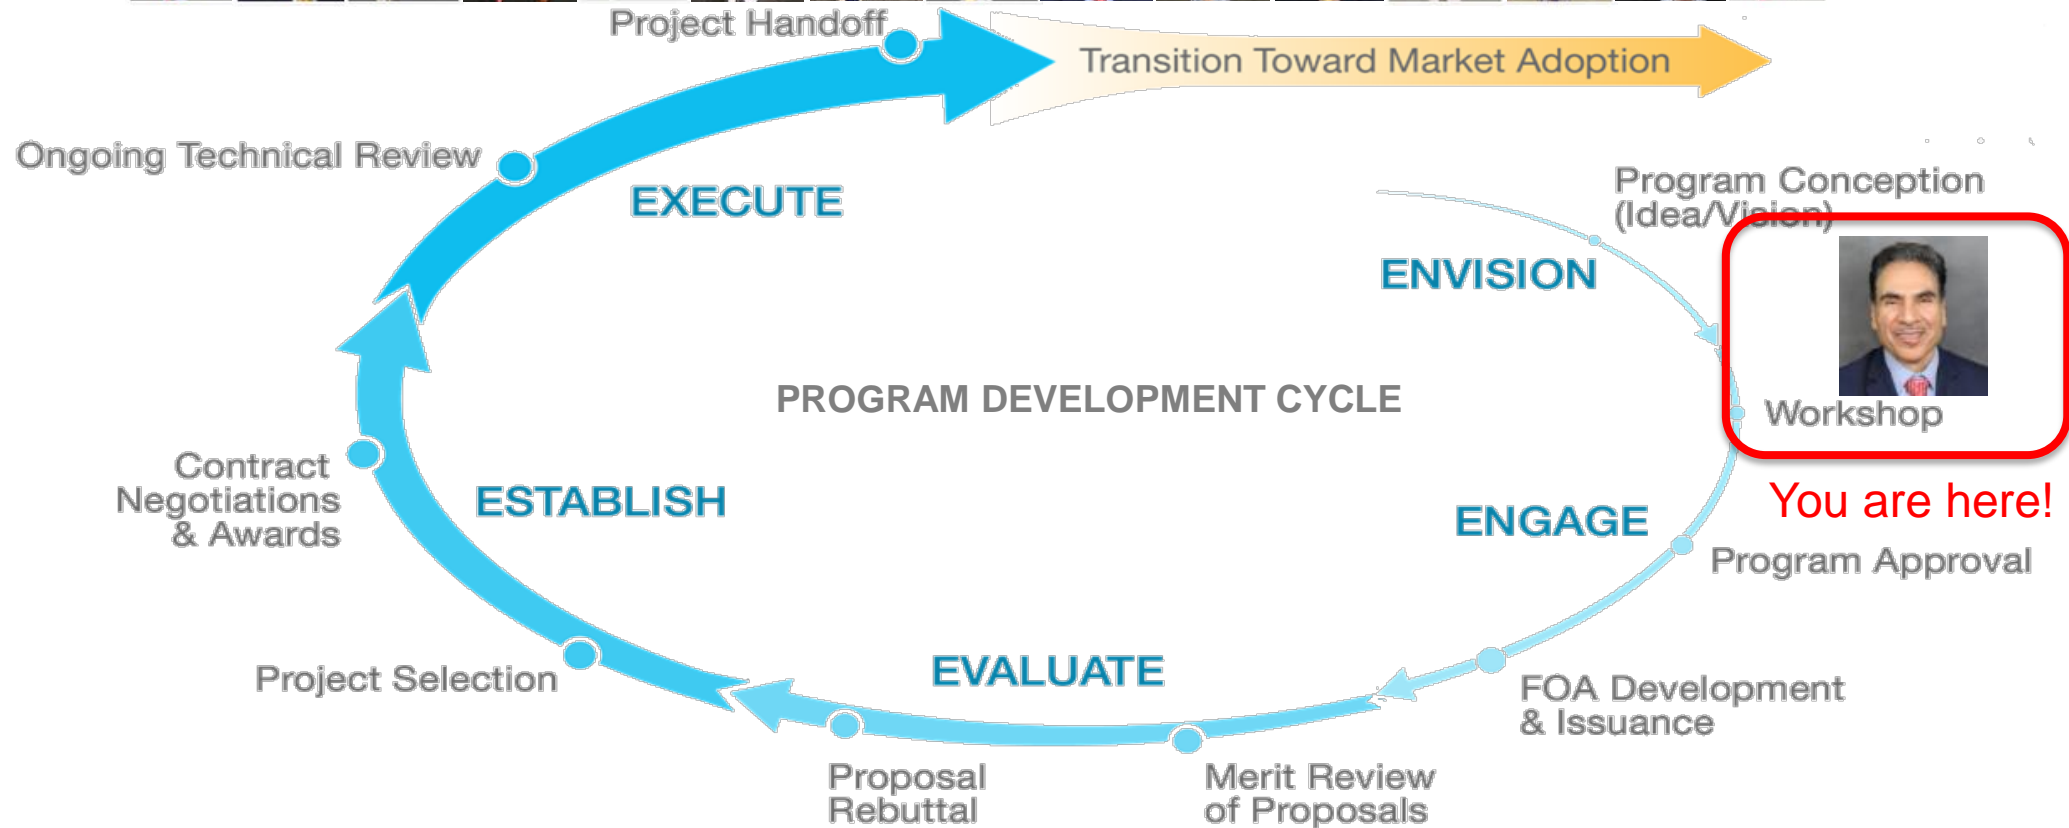 Project Handoff
Transition Toward Market Adoption
Ongoing Technical Review
EXECUTE
Program Conception
(Idea/Vision)
ENVISION
PROGRAM DEVELOPMENT CYCLE
Workshop
You are here!
Contract
Negotiations
& Awards
ESTABLISH
ENGAGE
Program Approval
Project Selection
EVALUATE
FOA Development
& Issuance
Proposal
Rebuttal
Merit Review
of Proposals